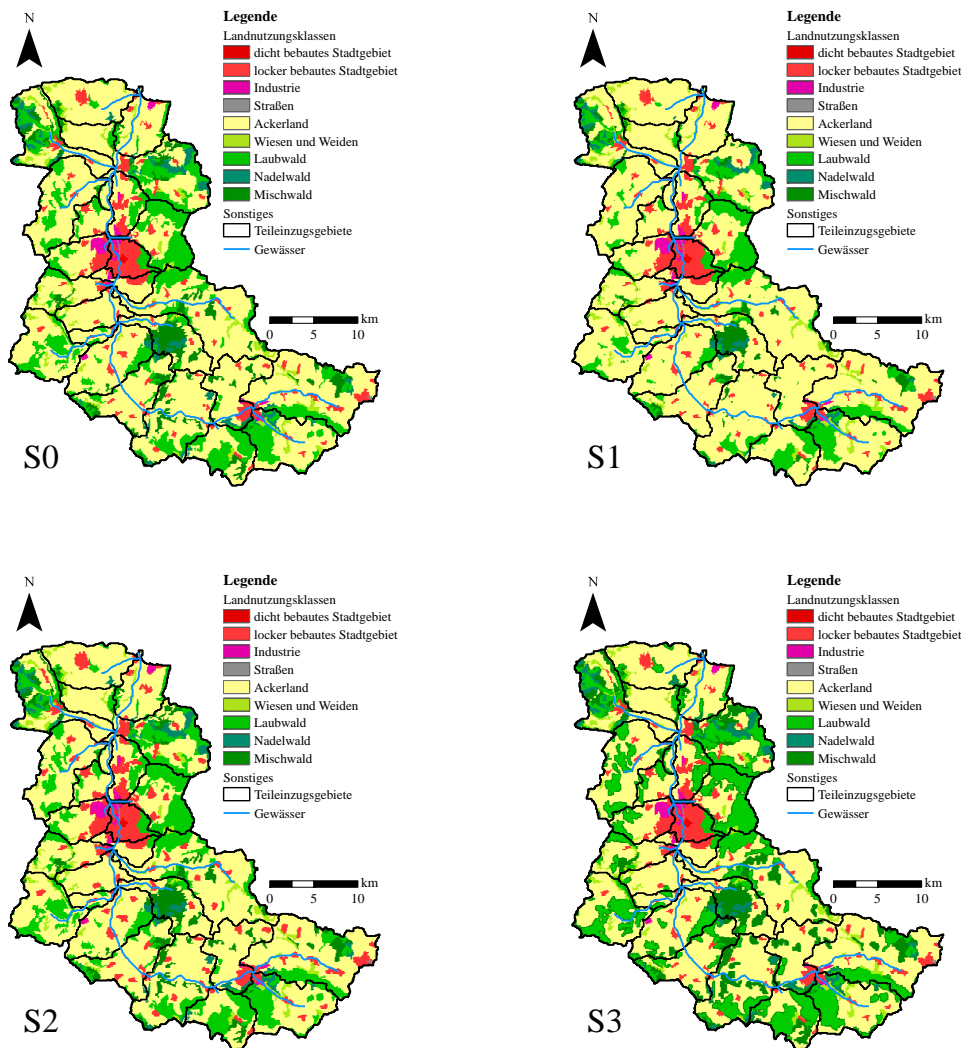 N
Legende
Landnutzungsklassen
dicht bebautes Stadtgebiet
locker bebautes Stadtgebiet
Industrie
Straßen
Ackerland
Wiesen und Weiden
Laubwald
Nadelwald
Mischwald
Sonstiges
Teileinzugsgebiete
Gewässer
km
0 5 10
S0
N
Legende
Landnutzungsklassen
dicht bebautes Stadtgebiet
locker bebautes Stadtgebiet
Industrie
Straßen
Ackerland
Wiesen und Weiden
Laubwald
Nadelwald
Mischwald
Sonstiges
Teileinzugsgebiete
Gewässer
km
0 5 10
S1
N
Legende
Landnutzungsklassen
dicht bebautes Stadtgebiet
locker bebautes Stadtgebiet
Industrie
Straßen
Ackerland
Wiesen und Weiden
Laubwald
Nadelwald
Mischwald
Sonstiges
Teileinzugsgebiete
Gewässer
km
0 5 10
S2
N
Legende
Landnutzungsklassen
dicht bebautes Stadtgebiet
locker bebautes Stadtgebiet
Industrie
Straßen
Ackerland
Wiesen und Weiden
Laubwald
Nadelwald
Mischwald
Sonstiges
Teileinzugsgebiete
Gewässer
km
0 5 10
S3